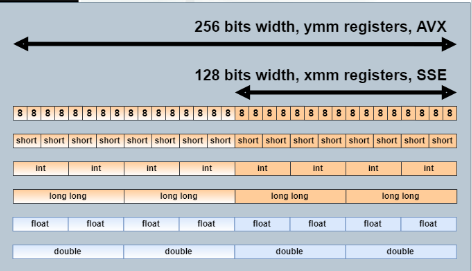 256 bits width, ymm registers, AVX
128 bits width, xmm registers, SSE
8 8 8 8 8 8 8 8 8 8 8 8 8 8 8 8 8 8 8 8 8 8 8 8 8 8 8 8 8 8 8 8
short short short short short short short short short short short short short short short short
int int int int int int int int
long long long long long long long long
float float float float float float float float
double double double double